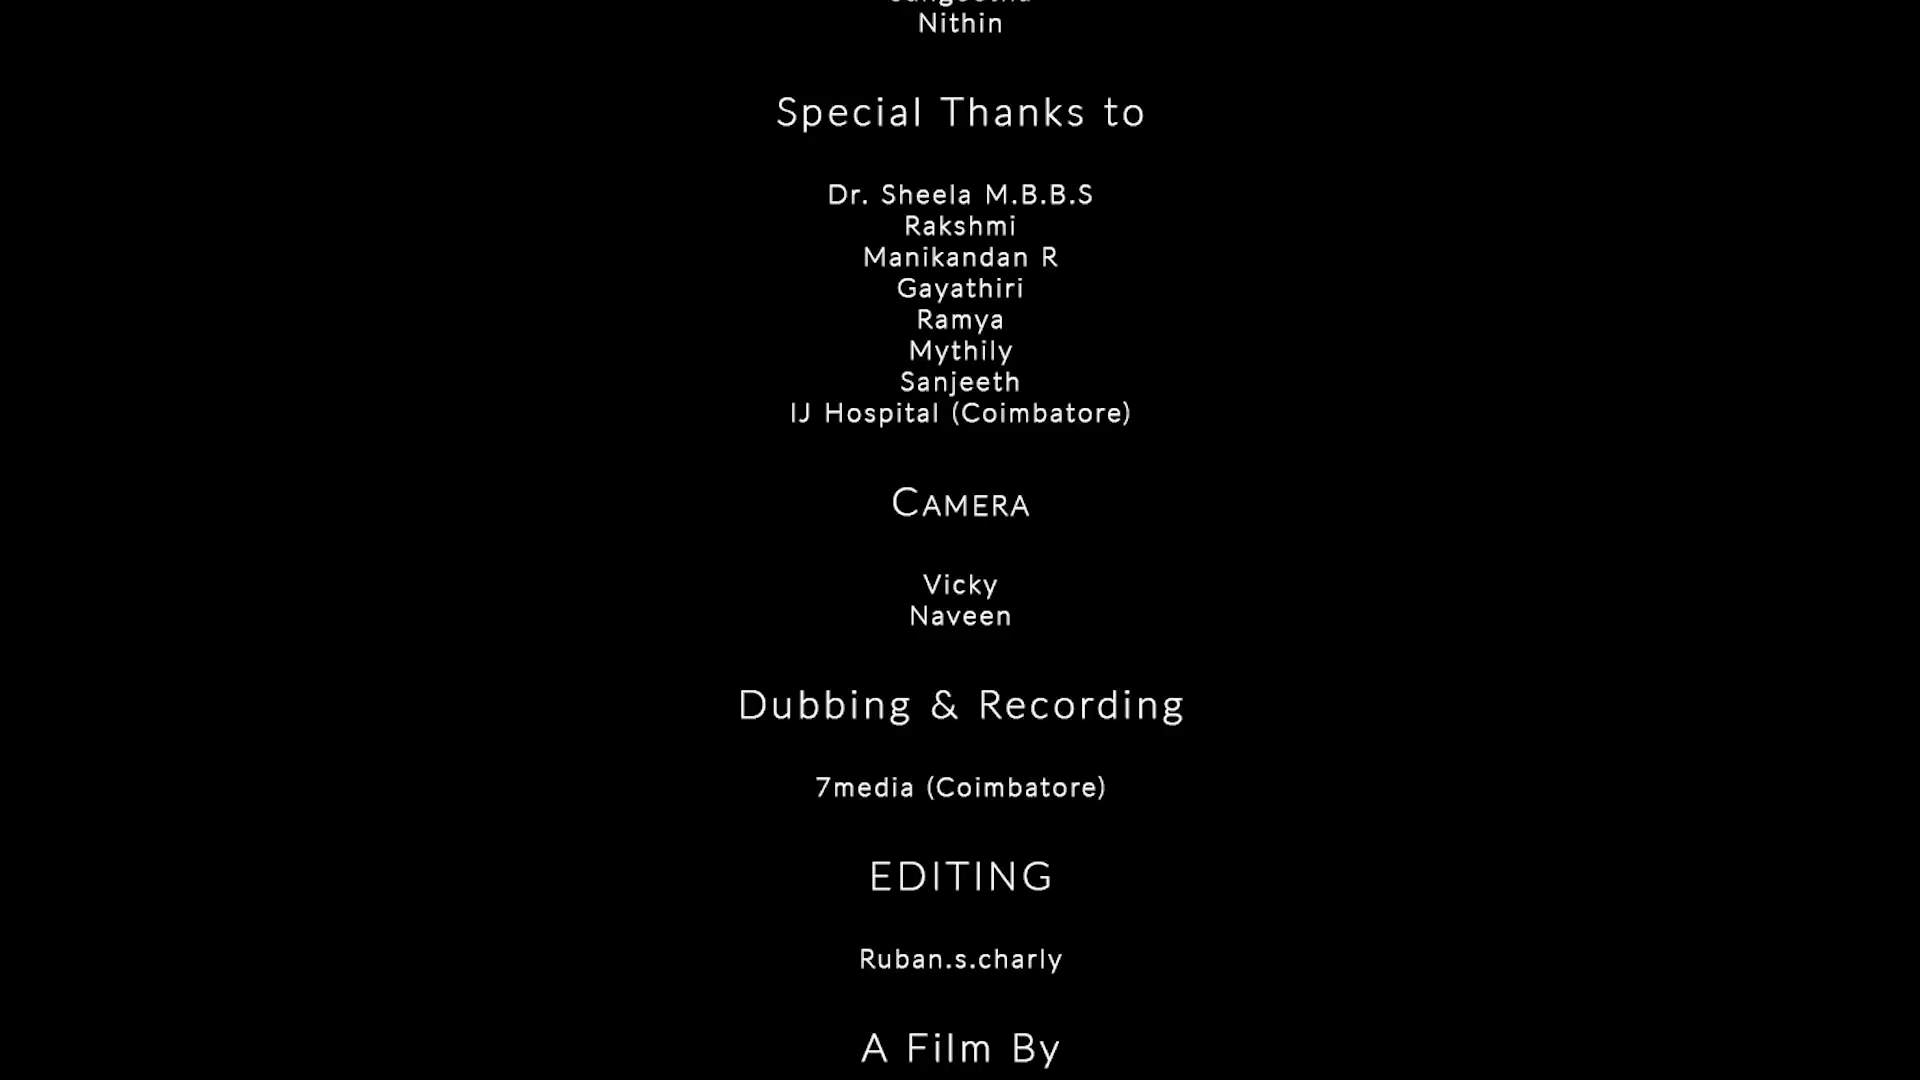 Nithin
Special Thanks to
Dr. Sheela M.B.B.S
Rakshmi
Manikandan R
Gayathiri
Ramya
Mythily
Sanjeeth
IJ Hospital (Coimbatore)
CAMERA
Vicky
Naveen
Dubbing & Recording
7media (Coimbatore)
EDITING
Ruban.s.charly
A Film By